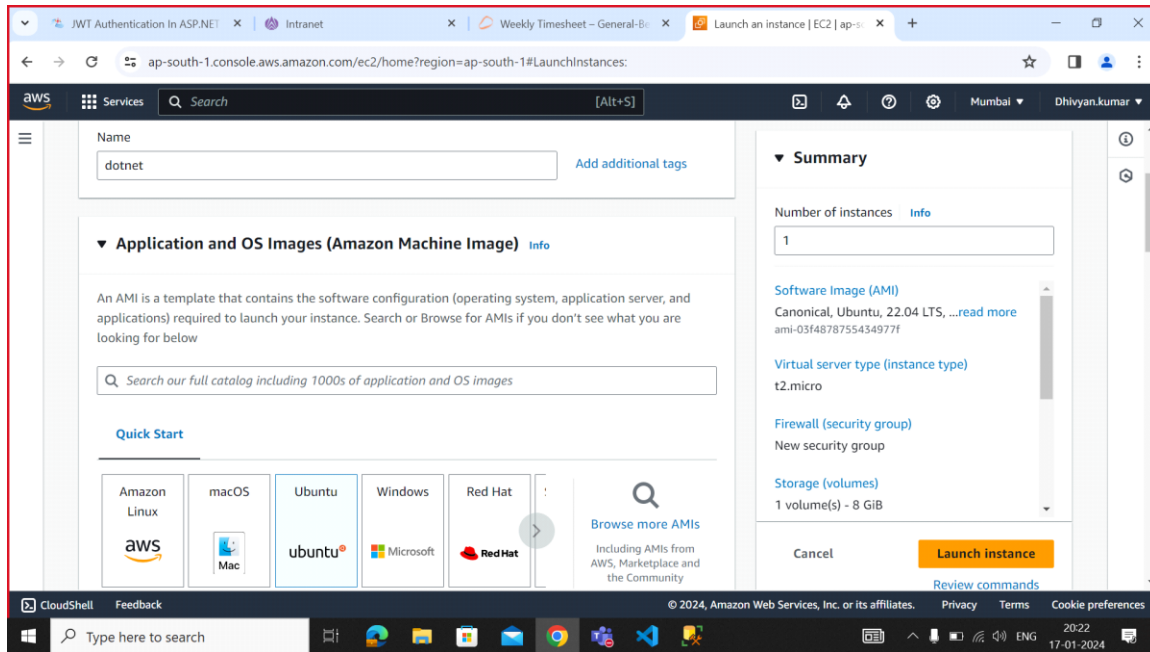 JWT Authentication In ASP.NET
Intranet
Weekly Timesheet – General-Be
Launch an instance | EC2 | ap-so
ap-south-1.console.aws.amazon.com/ec2/home?region=ap-south-1#LaunchInstances:
aws
Services
Search
[Alt+S]
Mumbai
Dhivyan.kumar
Name
dotnet
Add additional tags
Application and OS Images (Amazon Machine Image) Info
An AMI is a template that contains the software configuration (operating system, application server, and
applications) required to launch your instance. Search or Browse for AMIs if you don't see what you are
looking for below
Search our full catalog including 1000s of application and OS images
Quick Start
Amazon
Linux
aws
macOS
Mac
Ubuntu
ubuntu
Windows
Microsoft
Red Hat
Red Hat
S
Browse more AMIs
Including AMIs from
AWS, Marketplace and
the Community
Summary
Number of instances Info
1
Software Image (AMI)
Canonical, Ubuntu, 22.04 LTS, ...read more
ami-03f4878755434977f
Virtual server type (instance type)
t2.micro
Firewall (security group)
New security group
Storage (volumes)
1 volume(s) - 8 GiB
Cancel
Launch instance
Review commands
CloudShell
Feedback
© 2024, Amazon Web Services, Inc. or its affiliates.
Privacy
Terms
Cookie preferences
Type here to search
ENG
20:22
17-01-2024